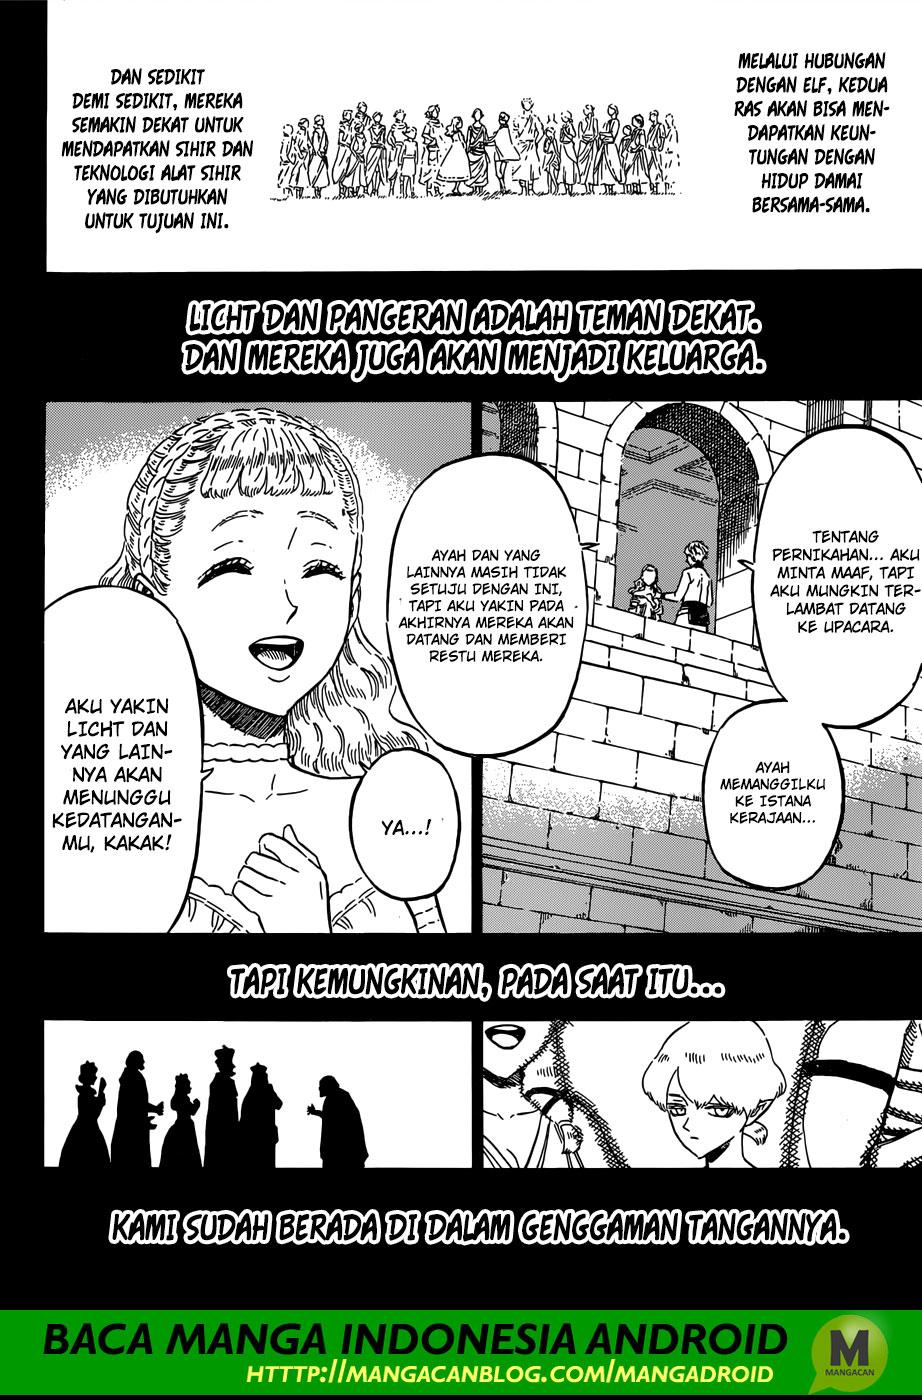 MELALUI HUBUNGAN
DENGAN ELF, KEDUA
RAS AKAN BISA MEN-
DAPATKAN KEUN-
TUNGAN DENGAN
HIDUP DAMAI
BERSAMA-SAMA.
DAN SEDIKIT
DEMI SEDIKIT, MEREKA
SEMAKIN DEKAT UNTUK
MENDAPATKAN SIHIR DAN
TEKNOLOGI ALAT SIHIR
YANG DIBUTUHKAN
UNTUK TUJUAN INI.
LICHT DAN PANGERAN ADALAH TEMAN DEKAT.
DAN MEREKA JUGA AKAN MENJADI KELUARGA.
TENTANG
PERNIKAHAN... AKU
MINTA MAAF, TAPI
AKU MUNGKIN TER-
LAMBAT DATANG
KE UPACARA.
AYAH
MEMANGGILKU
KE ISTANA
KERAJAAN...
AYAH DAN YANG
LAINNYA MASIH TIDAK
SETUJU DENGAN INI,
TAPI AKU YAKIN PADA
AKHIRNYA MEREKA AKAN
DATANG DAN MEMBERI
RESTU MEREKA.
YA...!
AKU YAKIN
LICHT DAN
YANG LAIN-
NYA AKAN
MENUNGGU
KEDATANGAN-
MU, KAKAK!
TAPI KEMUNGKINAN, PADA SAAT ITU...
KAMI SUDAH BERADA DI DALAM GENGGAMAN TANGANNYA.
BACA MANGA INDONESIA ANDROID
HTTTP://MANGACANBLOG.COM/MANGADROID
M
MANGACAN